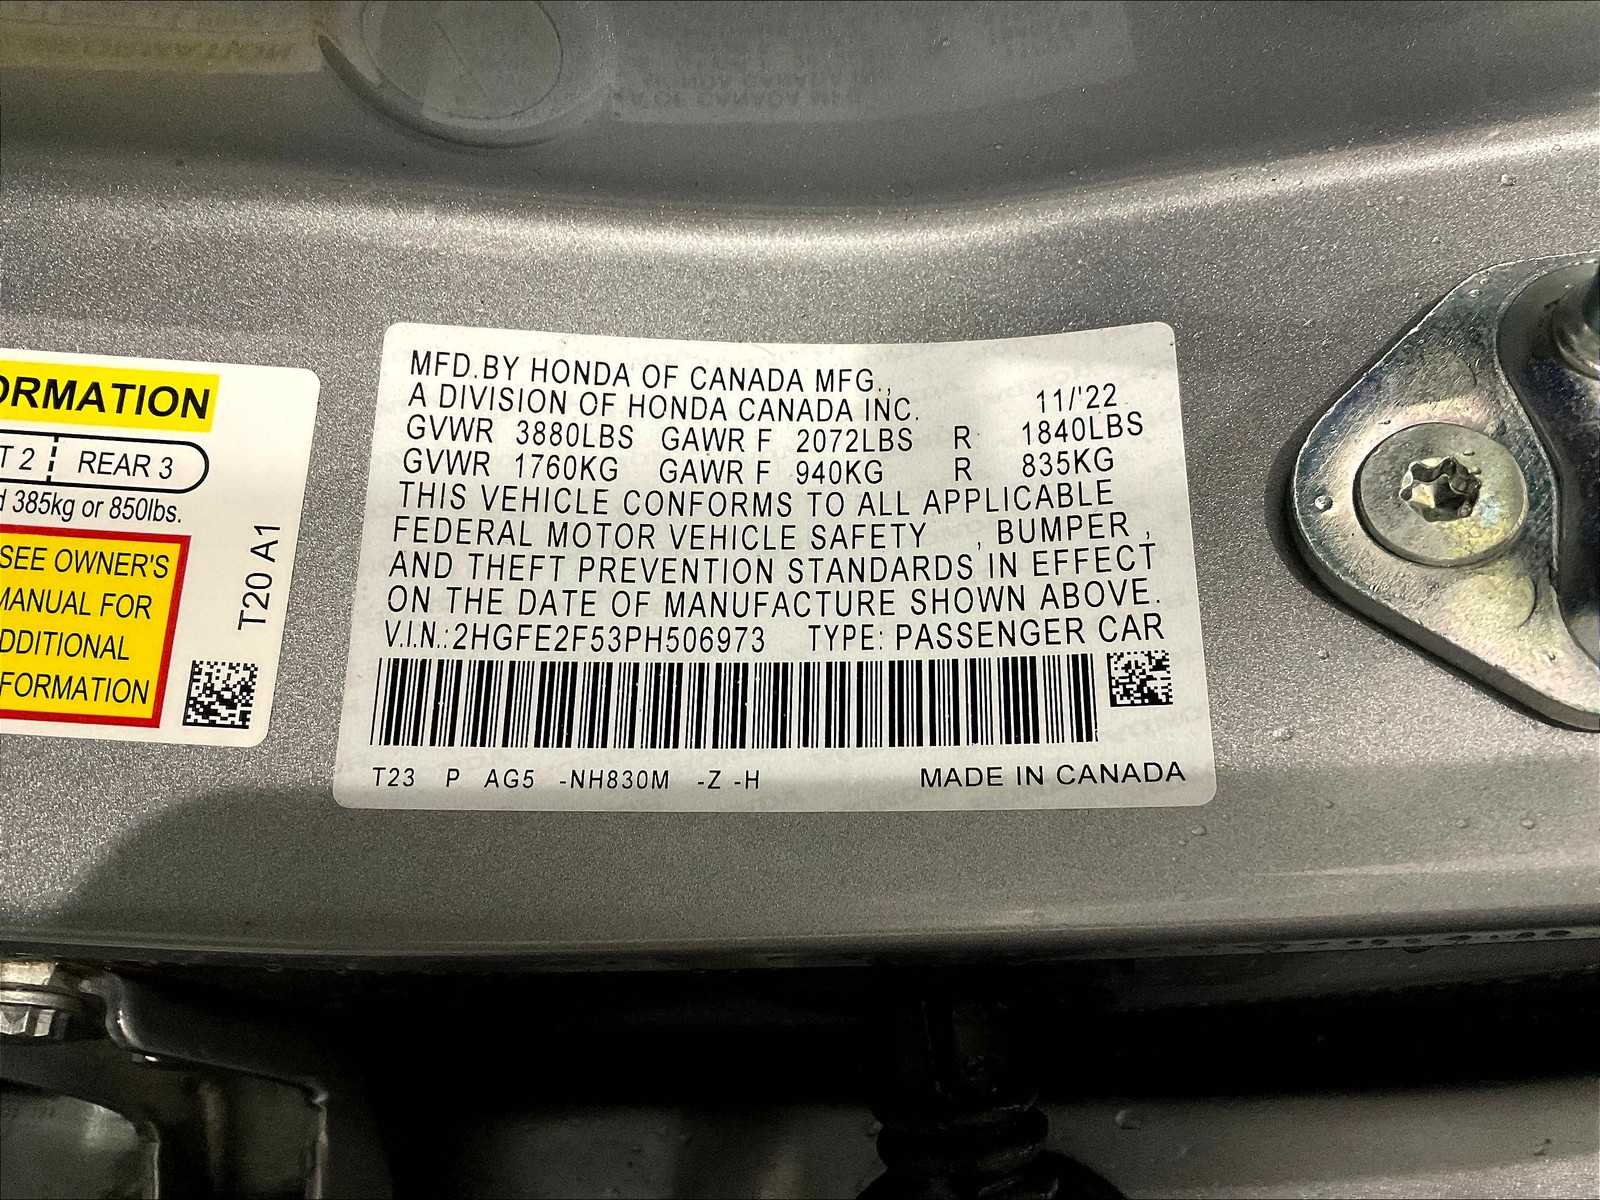 ORMATION
T 2 REAR 3
d 385kg or 850lbs.
SEE OWNER'S
MANUAL FOR
DDITIONAL
FORMATION
T20 A1
MFD.BY HONDA OF CANADA MFG.,
A DIVISION OF HONDA CANADA INC. 11/'22
GVWR 3880LBS GAWR F 2072LBS R 1840LBS
GVWR 1760KG GAWR F 940KG R 835KG
THIS VEHICLE CONFORMS TO ALL APPLICABLE
FEDERAL MOTOR VEHICLE SAFETY , BUMPER ,
AND THEFT PREVENTION STANDARDS IN EFFECT
ON THE DATE OF MANUFACTURE SHOWN ABOVE.
V.I.N.:2HGFE2F53PH506973 TYPE: PASSENGER CAR
T23 P AG5 -NH830M -Z -H MADE IN CANADA